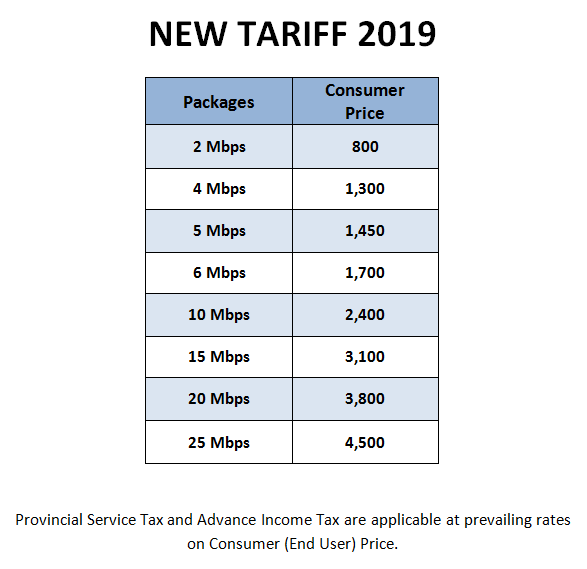 NEW TARIFF 2019
Packages
Consumer
Price
2 Mbps 800
4 Mbps 1,300
5 Mbps 1,450
6 Mbps 1,700
10 Mbps 2,400
15 Mbps 3,100
20 Mbps 3,800
25 Mbps 4,500
Provincial Service Tax and Advance Income Tax are applicable at prevailing rates
on Consumer (End User) Price.